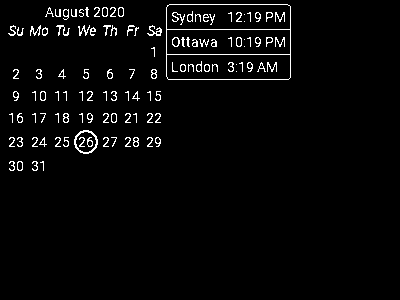 August 2020
Su Mo Tu We Th Fr Sa
1
2 3 4 5 6 7 8
9 10 11 12 13 14 15
16 17 18 19 20 21 22
23 24 25 26 27 28 29
30 31
Sydney 12:19 PM
Ottawa 10:19 PM
London 3:19 AM